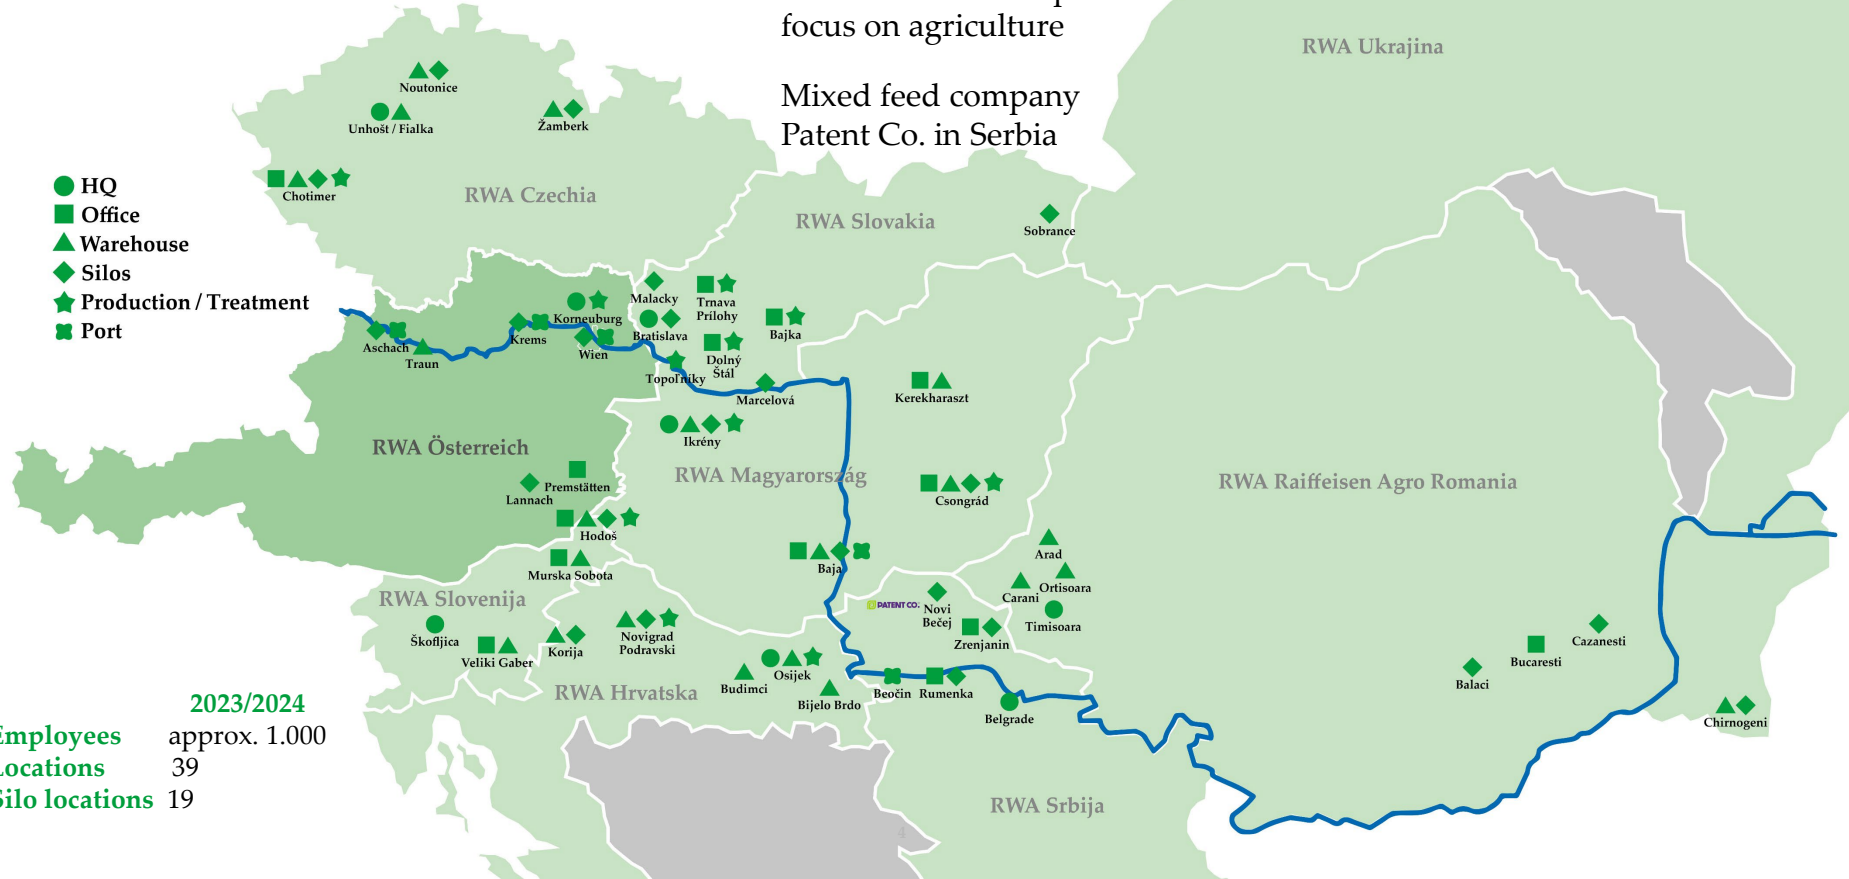 focus on agriculture
Mixed feed company
Patent Co. in Serbia
HQ
Office
Warehouse
Silos
Production / Treatment
Port
RWA Ukrajina
Noutonice
Unhošt / Fialka
Žamberk
Chotimer
RWA Czechia
RWA Slovakia
Sobrance
Malacky
Trnava
Prílohy
Korneuburg
Bratislava
Bajka
Aschach
Traun
Krems
Wien
Dolný
Štál
Topoľníky
Marcelová
Kerekharaszt
Ikrény
RWA Österreich
RWA Magyarország
RWA Raiffeisen Agro Romania
Premstätten
Lannach
Csongrád
Hodoš
Arad
Baja
Murska Sobota
Ortisoara
Carani
RWA Slovenija
PATENT CO.
Novi
Bečej
Timisoara
Škofljica
Novigrad
Podravski
Zrenjanin
Cazanesti
Veliki Gaber
Korija
Bucaresti
Osijek
Budimci
Balaci
RWA Hrvatska
Bijelo Brdo
Beočin
Rumenka
Belgrade
Chirnogeni
2023/2024
Employees approx. 1.000
Locations 39
Silo locations 19
RWA Srbija
4